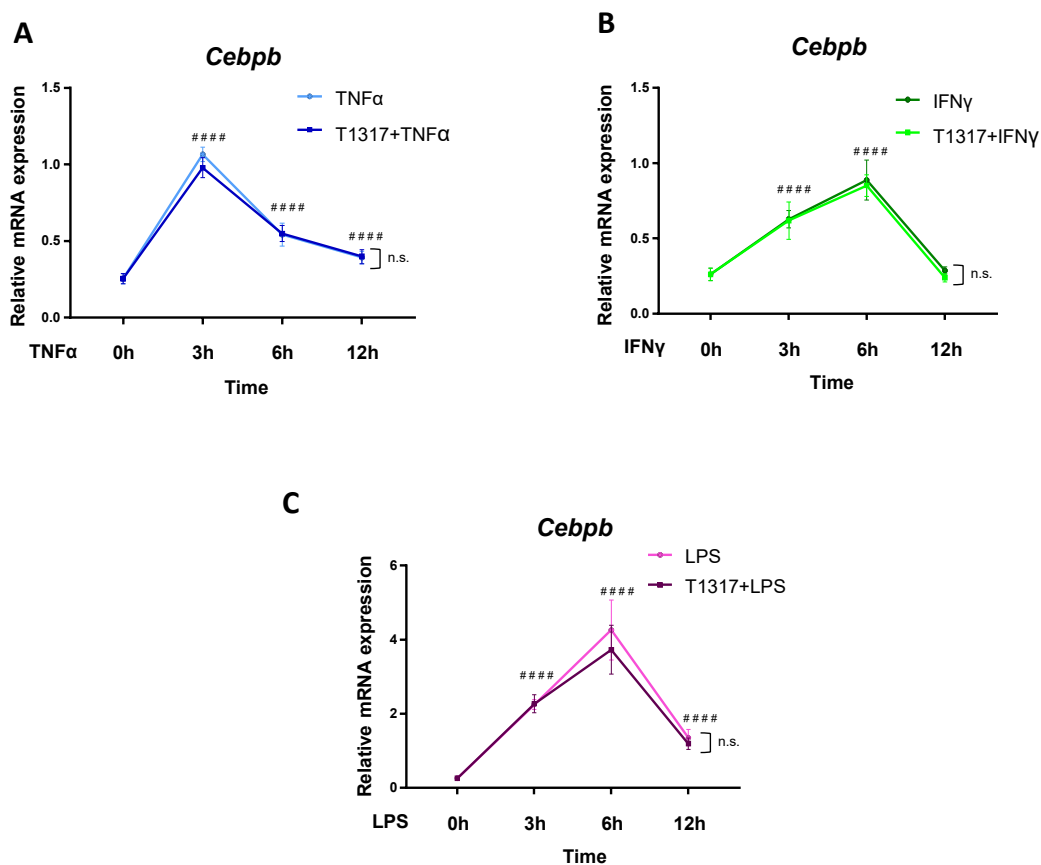 A
Cebpb
Relative mRNA expression
1.5
1.0
0.5
0.0
TNFα
T1317+TNFα
####
####
####
n.s.
TNFα 0h 3h 6h 12h
Time
B
Cebpb
Relative mRNA expression
1.5
1.0
0.5
0.0
IFNγ
T1317+IFNγ
####
####
n.s.
IFNγ 0h 3h 6h 12h
Time
C
Cebpb
Relative mRNA expression
6
4
2
0
LPS
T1317+LPS
####
####
####
n.s.
LPS 0h 3h 6h 12h
Time